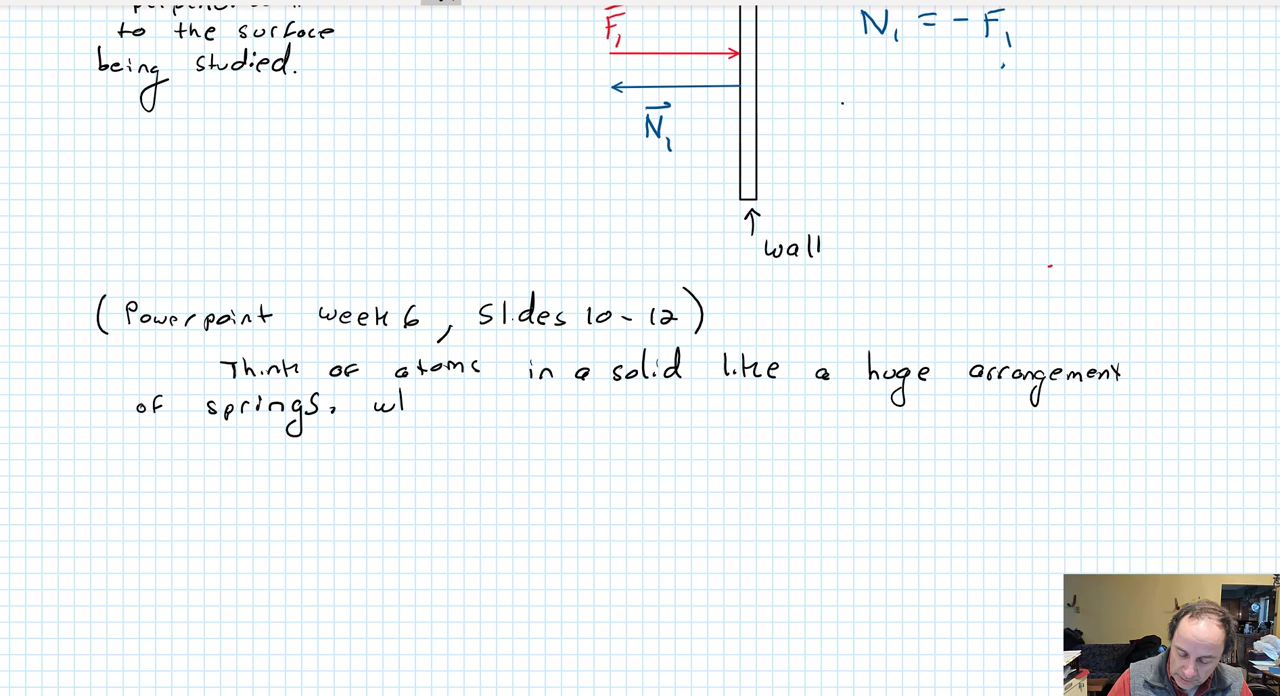 to the surface
being studied.
F₁
N₁ = - F₁
N₁
wall
(Powerpoint week 6, slides 10-12)
Think of atoms in a solid like a huge arrangement
of springs, wh